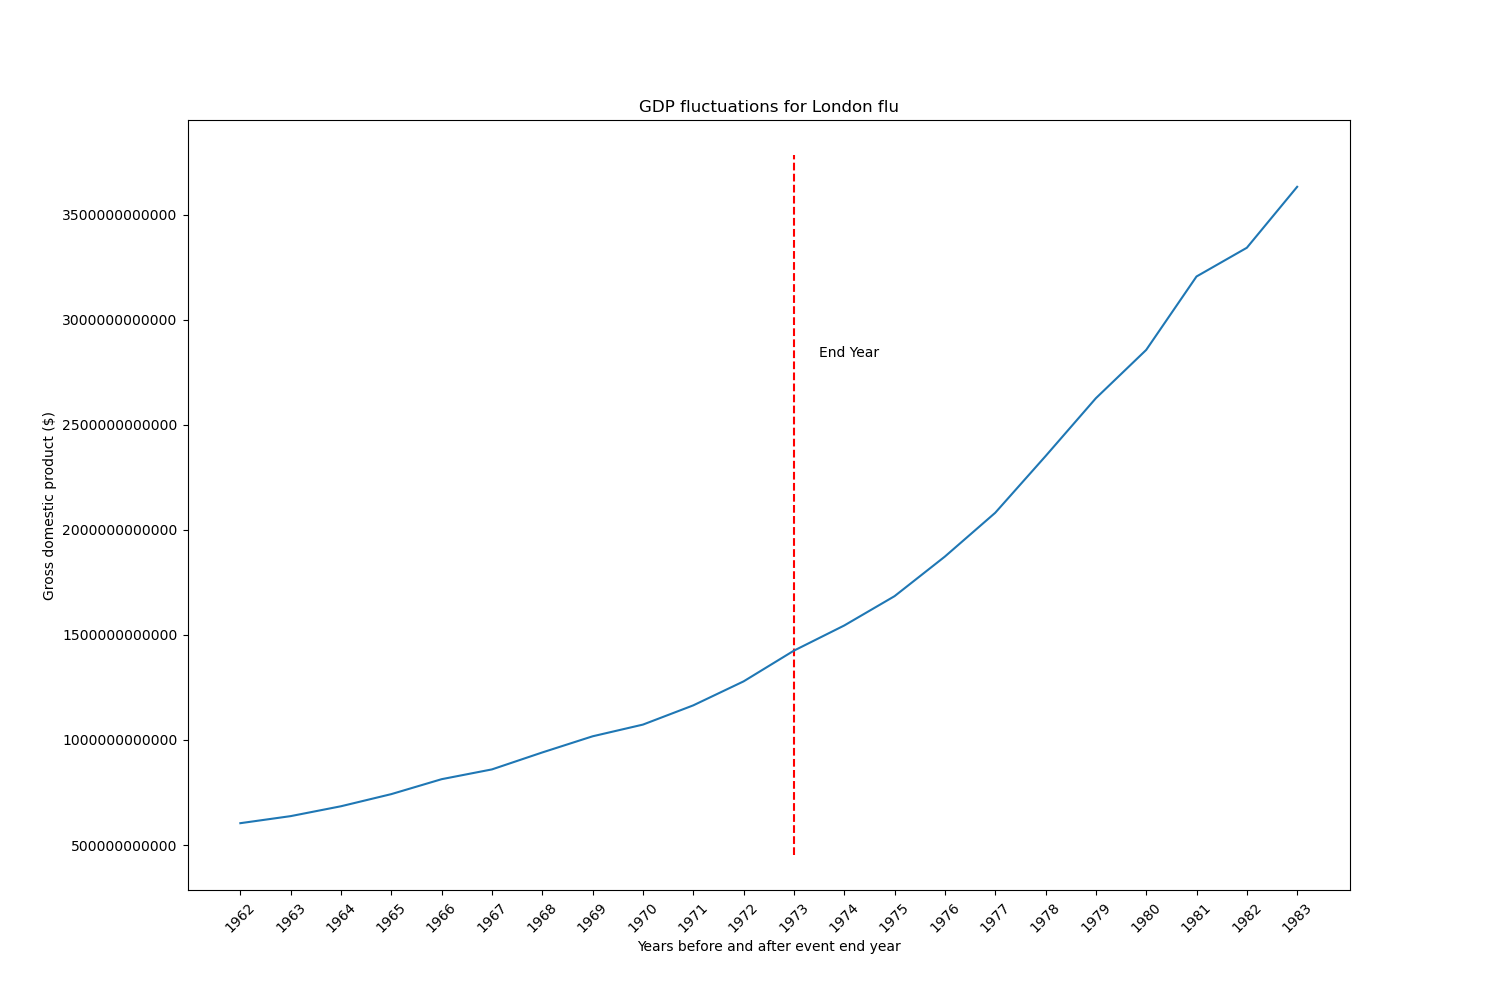 GDP fluctuations for London flu
Gross domestic product ($)
3500000000000
3000000000000
2500000000000
2000000000000
1500000000000
1000000000000
500000000000
End Year
1962 1963 1964 1965 1966 1967 1968 1969 1970 1971 1972 1973 1974 1975 1976 1977 1978 1979 1980 1981 1982 1983
Years before and after event end year